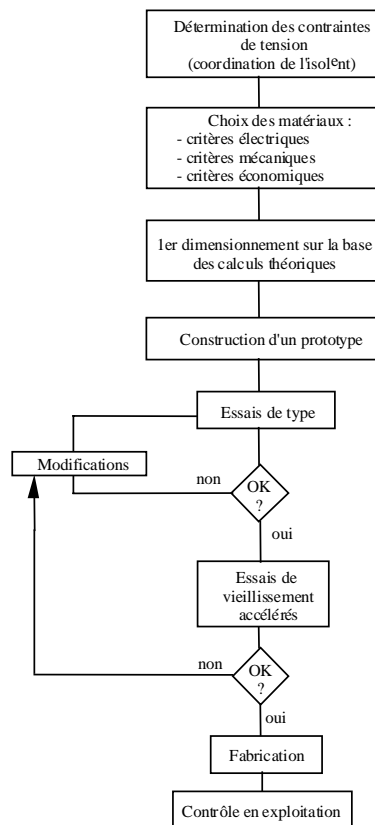 Détermination des contraintes
de tension
(coordination de l'isolent)
Choix des matériaux :
- critères électriques
- critères mécaniques
- critères économiques
1er dimensionnement sur la base
des calculs théoriques
Construction d'un prototype
Essais de type
Modifications
non
OK
?
oui
Essais de
vieillissement
accélérés
non
OK
?
oui
Fabrication
Contrôle en exploitation